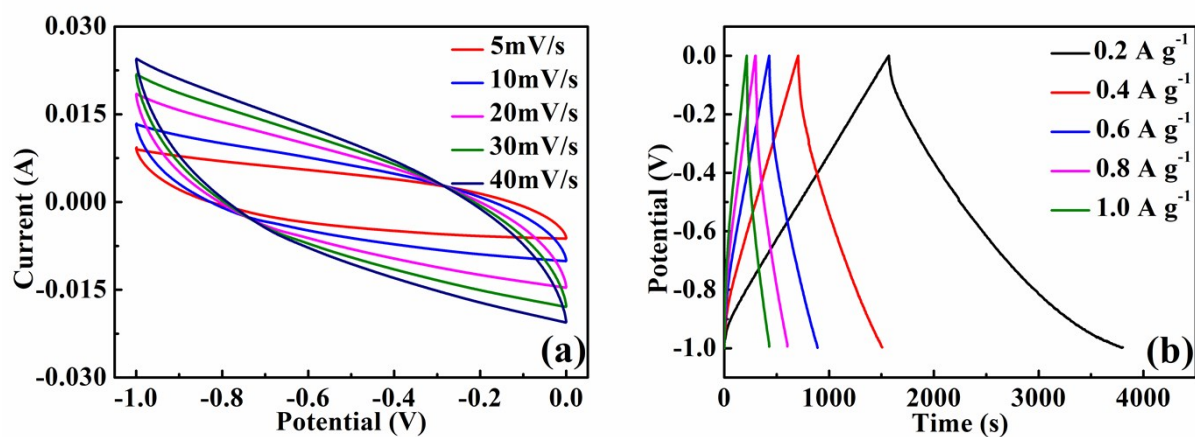 0.030
0.015
0.000
-0.015
-0.030
Current (A)
-1.0 -0.8 -0.6 -0.4 -0.2 0.0
Potential (V)
5mV/s
10mV/s
20mV/s
30mV/s
40mV/s
(a)
0.0
-0.2
-0.4
-0.6
-0.8
-1.0
Potential (V)
0 1000 2000 3000 4000
Time (s)
0.2 A g⁻¹
0.4 A g⁻¹
0.6 A g⁻¹
0.8 A g⁻¹
1.0 A g⁻¹
(b)